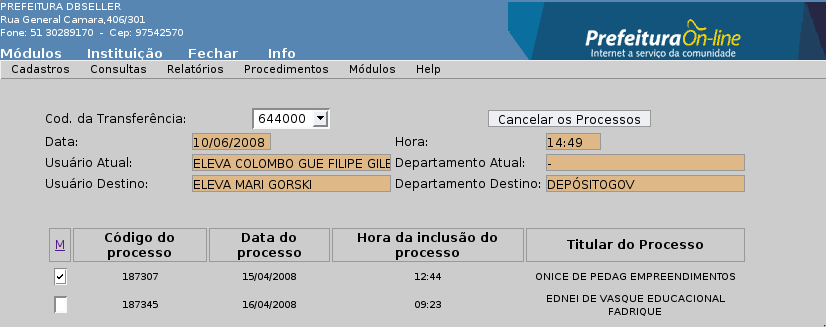 PREFEITURA DBSELLER
Rua General Camara,406/301
Fone: 51 30289170 - Cep: 97542570
Prefeitura On-line
Internet a serviço da comunidade
Módulos Instituição Fechar Info
Cadastros Consultas Relatórios Procedimentos Módulos Help
Cod. da Transferência: 644000 Cancelar os Processos
Data: 10/06/2008 Hora: 14:49
Usuário Atual: ELEVA COLOMBO GUE FILIPE GILE Departamento Atual: -
Usuário Destino: ELEVA MARI GORSKI Departamento Destino: DEPÓSITOGOV
M Código do processo Data do processo Hora da inclusão do processo Titular do Processo
187307 15/04/2008 12:44 ONICE DE PEDAG EMPREENDIMENTOS
187345 16/04/2008 09:23 EDNEI DE VASQUE EDUCACIONAL
FADRIQUE